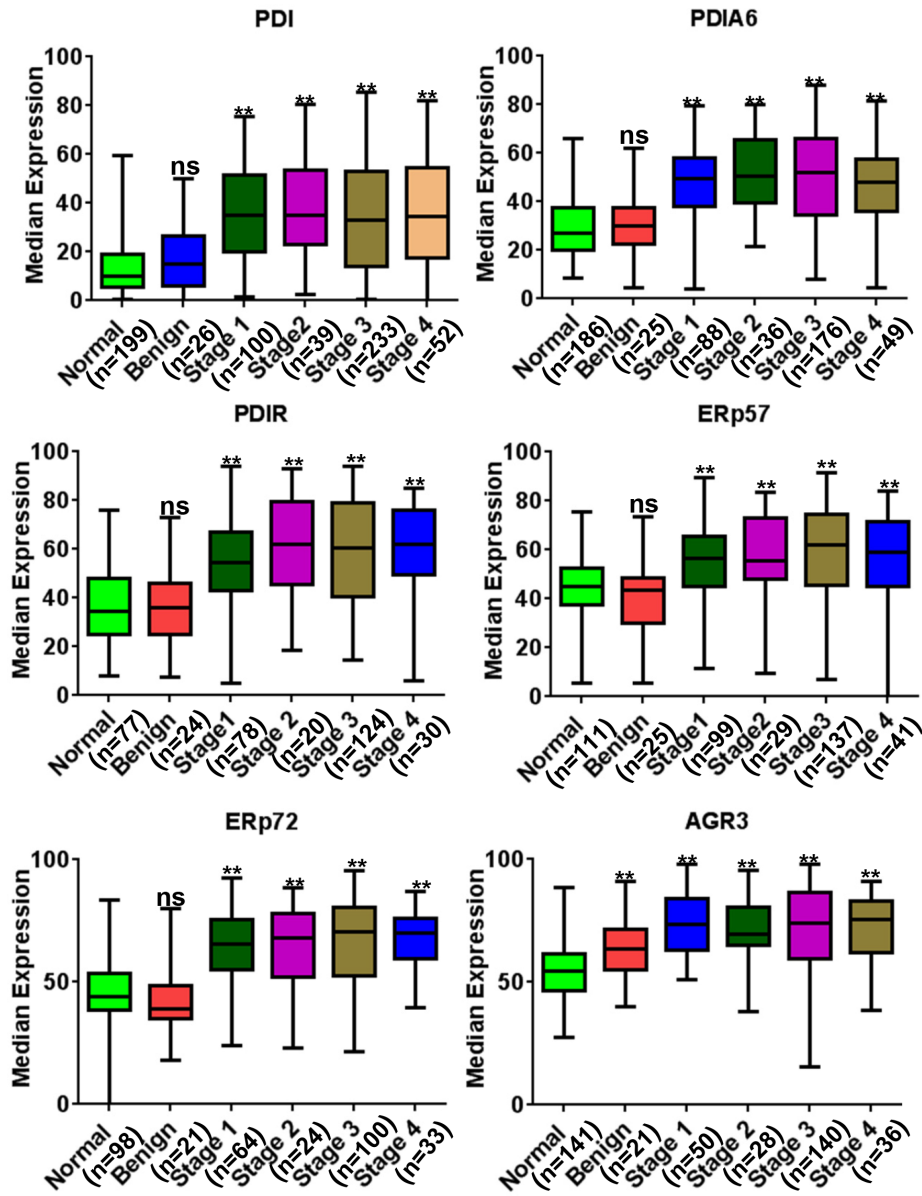 PDI
Median Expression
100
80
60
40
20
0
ns
**
**
**
**
Normal
(n=199)
Benign
(n=26)
Stage 1
(n=100)
Stage2
(n=39)
Stage 3
(n=233)
Stage 4
(n=52)
PDIA6
Median Expression
100
80
60
40
20
0
ns
**
**
**
**
Normal
(n=186)
Benign
(n=25)
Stage 1
(n=88)
Stage 2
(n=36)
Stage 3
(n=176)
Stage 4
(n=49)
PDIR
Median Expression
100
80
60
40
20
0
ns
**
**
**
**
Normal
(n=77)
Benign
(n=24)
Stage1
(n=78)
Stage 2
(n=20)
Stage 3
(n=124)
Stage 4
(n=30)
ERp57
Median Expression
100
80
60
40
20
0
ns
**
**
**
**
Normal
(n=111)
Benign
(n=25)
Stage1
(n=99)
Stage2
(n=29)
Stage3
(n=137)
Stage 4
(n=41)
ERp72
Median Expression
100
50
0
ns
**
**
**
**
Normal
(n=98)
Benign
(n=21)
Stage 1
(n=64)
Stage 2
(n=24)
Stage 3
(n=100)
Stage 4
(n=33)
AGR3
Median Expression
100
50
0
**
**
**
**
**
Normal
(n=141)
Benign
(n=21)
Stage 1
(n=50)
Stage 2
(n=28)
Stage 3
(n=140)
Stage 4
(n=36)